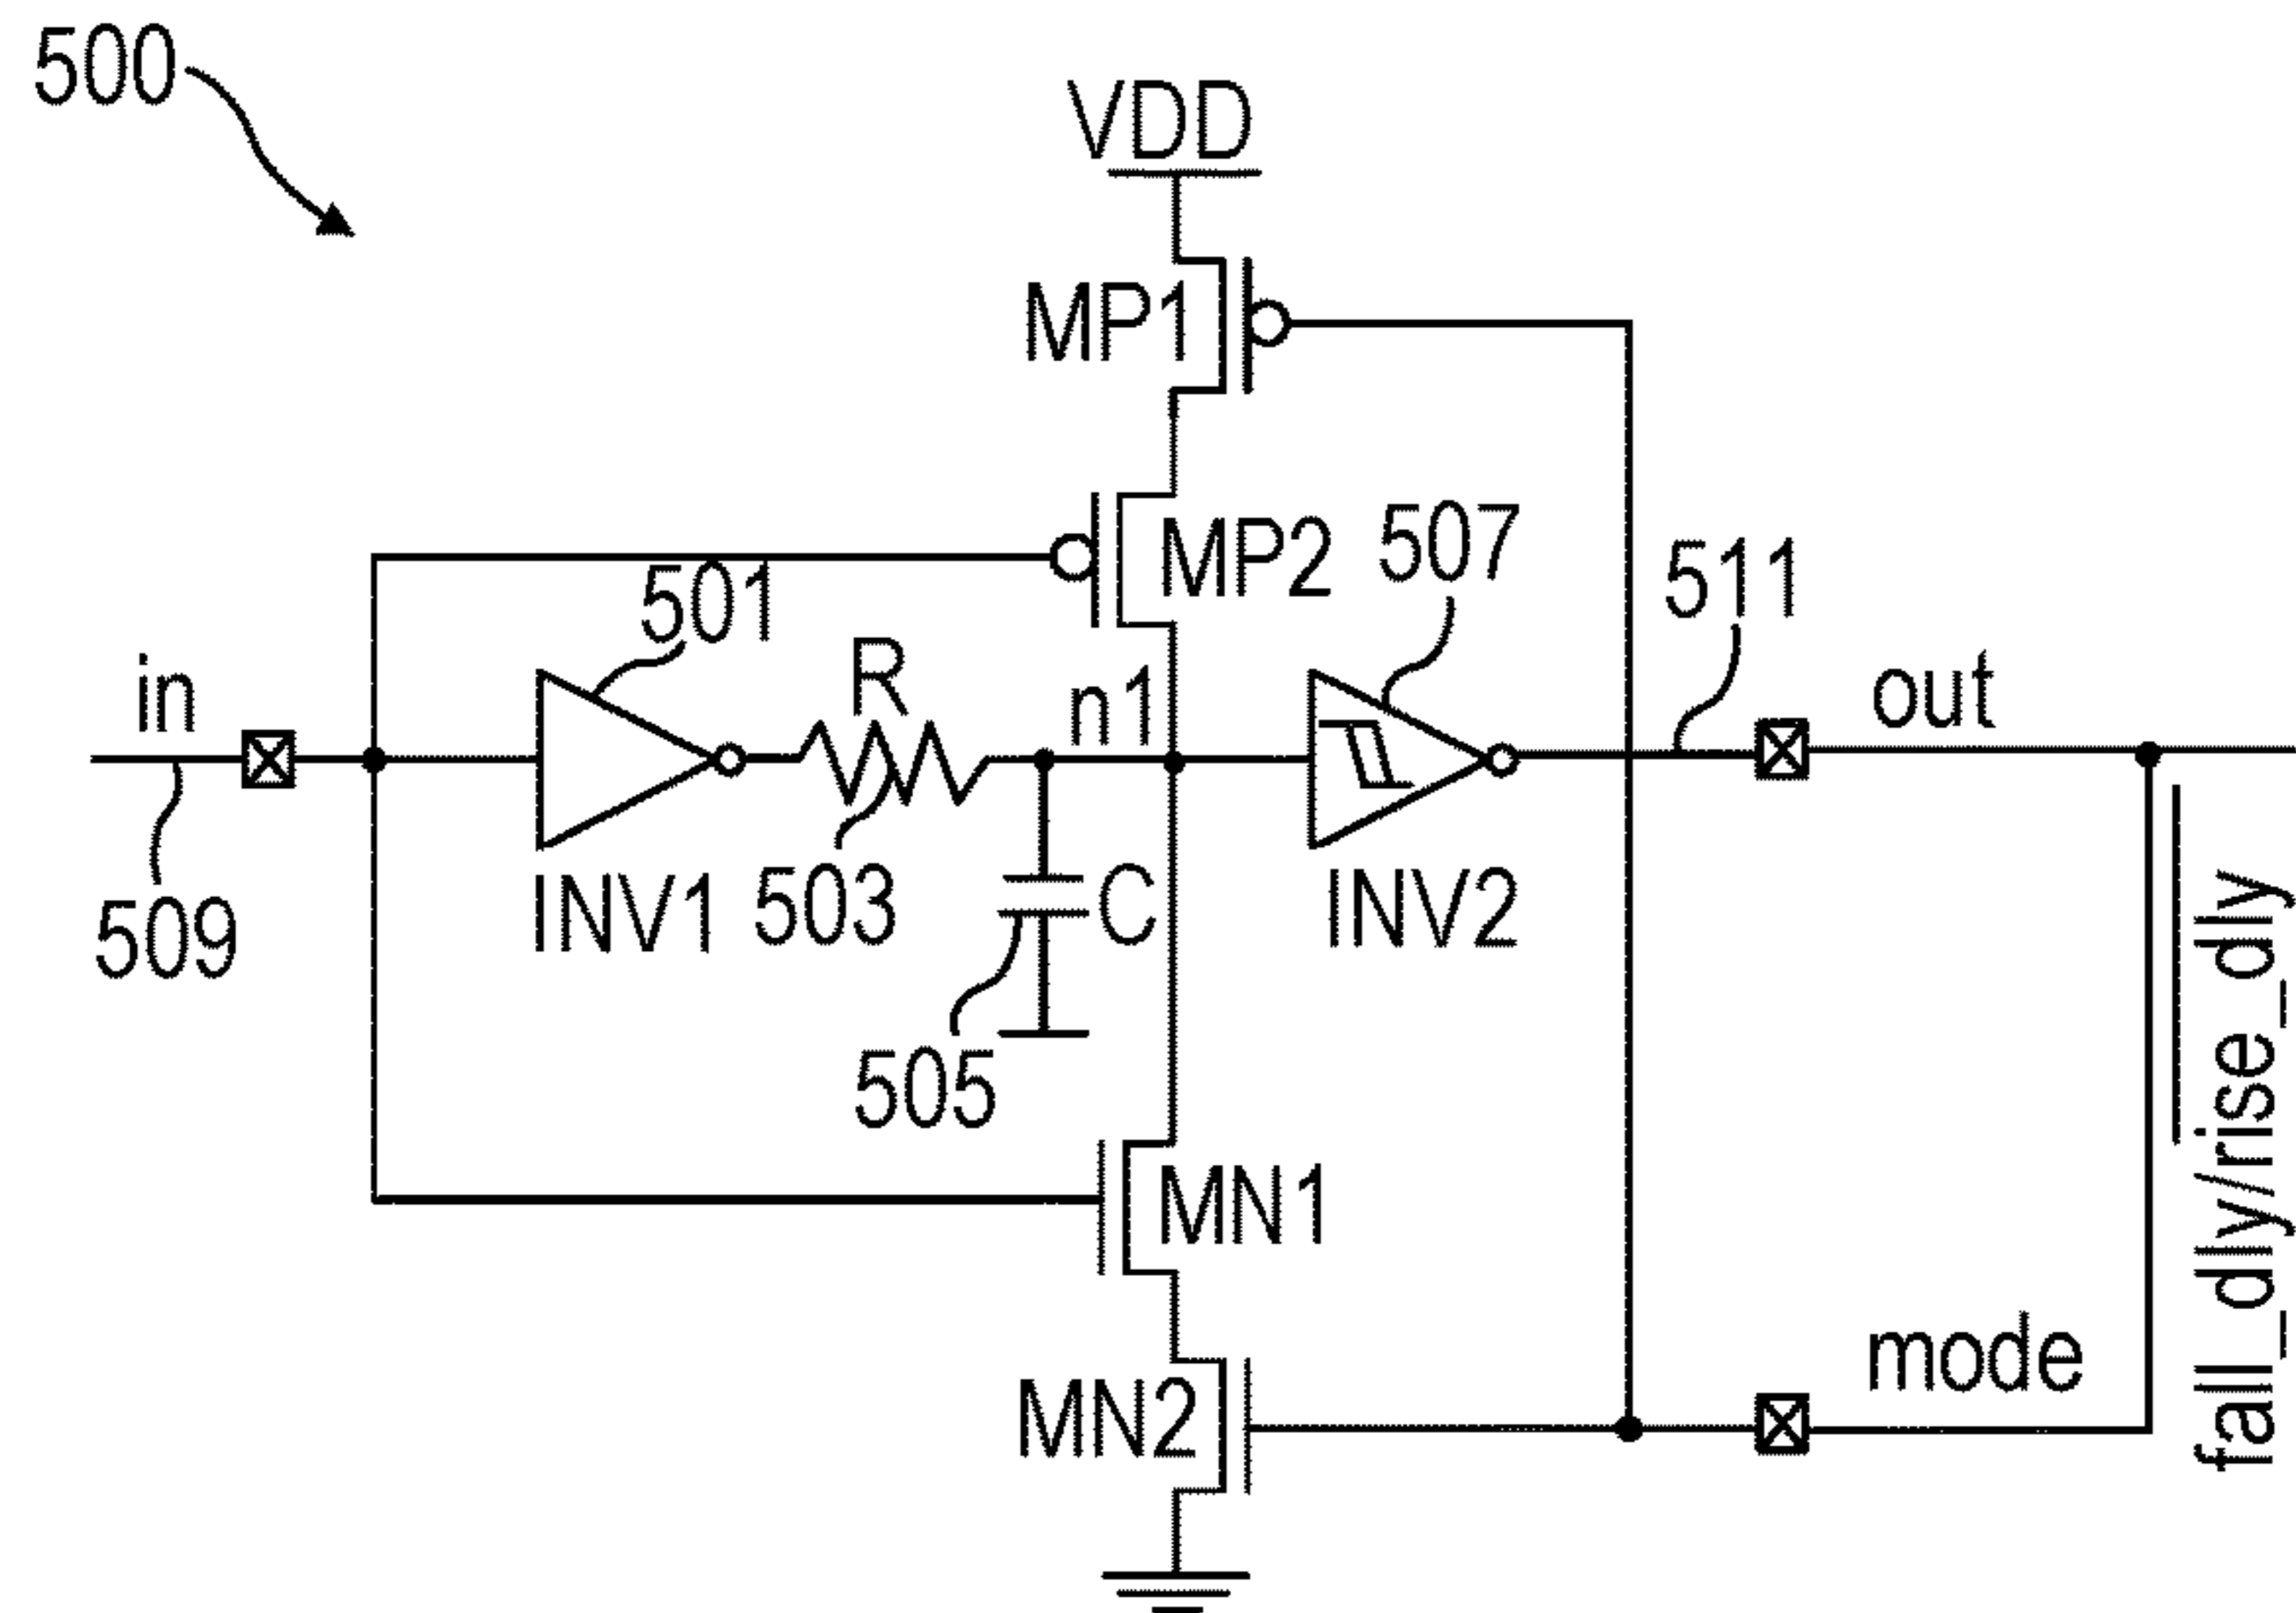 500
VDD
MP1
MP2
507
511
501
R
in
n1
out
INV1
503
C
INV2
509
505
MN1
MN2
mode
fall_dly/rise_dly